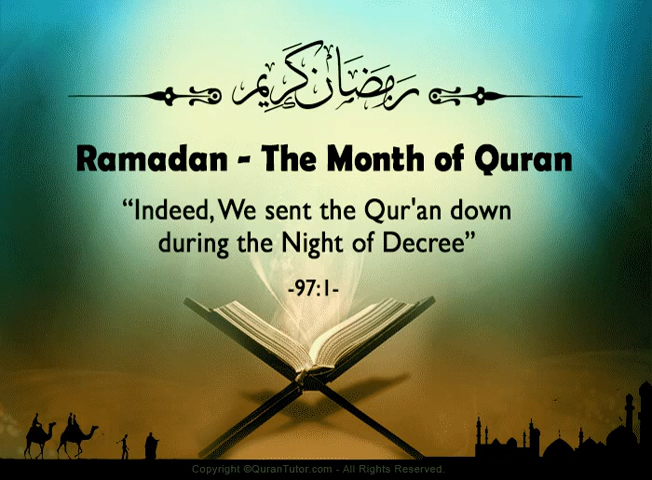 رمضان كريم
Ramadan - The Month of Quran
“Indeed, We sent the Qur'an down
during the Night of Decree”
-97:1-
Copyright ©QuranTutor.com - All Rights Reserved.